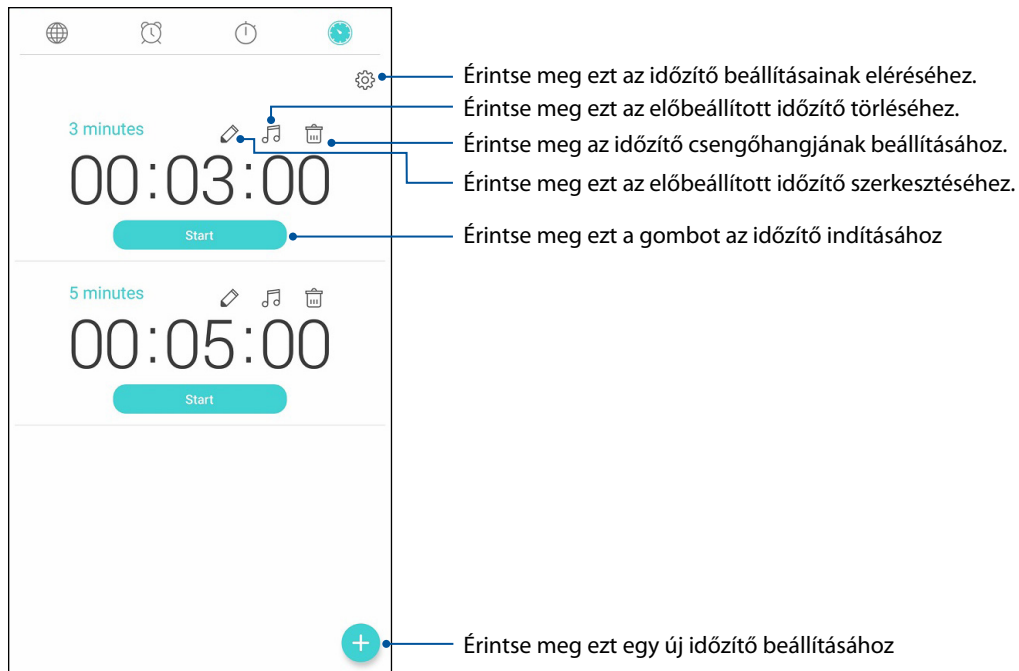 Érintse meg ezt az időzítő beállításainak eléréséhez.
Érintse meg ezt az előbeállított időzítő törléséhez.
3 minutes
Érintse meg az időzítő csengőhangjának beállításához.
00:03:00
Érintse meg ezt az előbeállított időzítő szerkesztéséhez.
Start
Érintse meg ezt a gombot az időzítő indításához
5 minutes
00:05:00
Start
Érintse meg ezt egy új időzítő beállításához